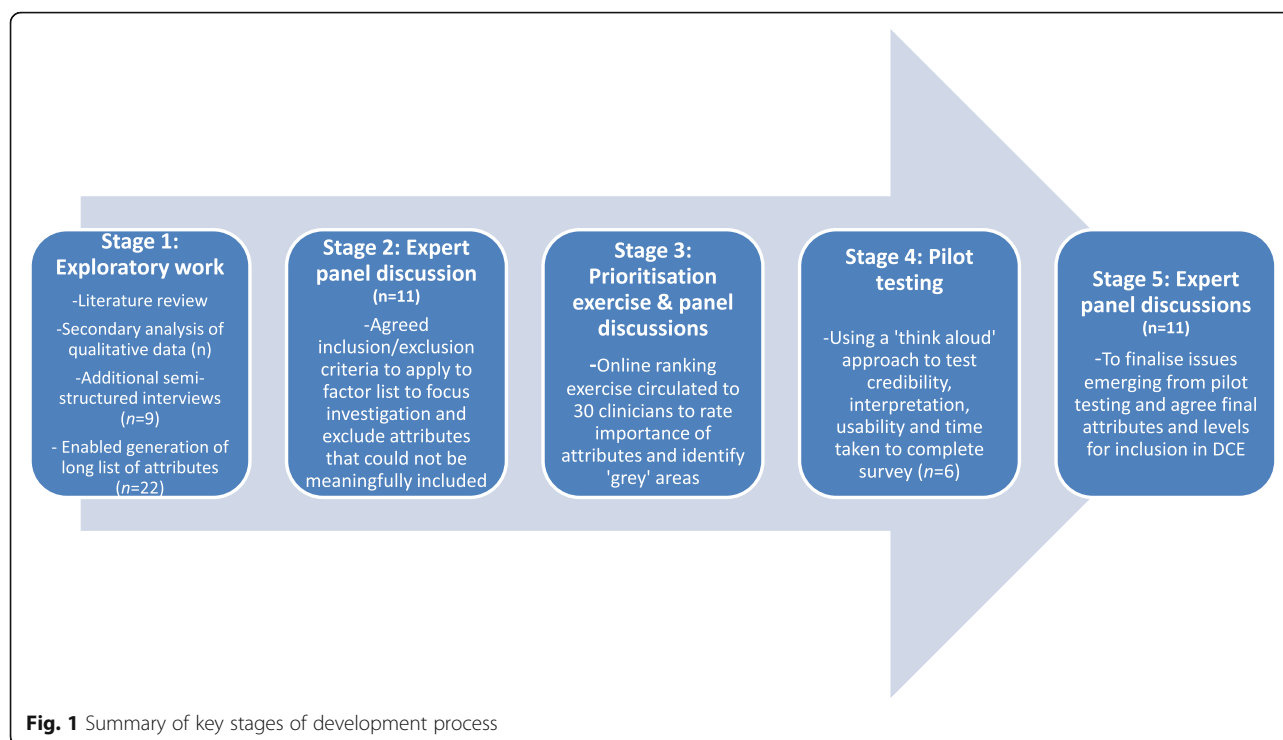 Stage 1:
Exploratory work
-Literature review
-Secondary analysis of
qualitative data (n)
-Additional semi-
structured interviews
(n=9)
- Enabled generation of
long list of attributes
(n=22)
Stage 2: Expert
panel discussion
(n=11)
-Agreed
inclusion/exclusion
criteria to apply to
factor list to focus
investigation and
exclude attributes
that could not be
meaningfully included
Stage 3:
Prioritisation
exercise & panel
discussions
-Online ranking
exercise circulated to
30 clinicians to rate
importance of
attributes and identify
'grey' areas
Stage 4: Pilot
testing
-Using a 'think aloud'
approach to test
credibility,
interpretation,
usability and time
taken to complete
survey (n=6)
Stage 5: Expert
panel discussions
(n=11)
-To finalise issues
emerging from pilot
testing and agree final
attributes and levels
for inclusion in DCE
Fig. 1 Summary of key stages of development process